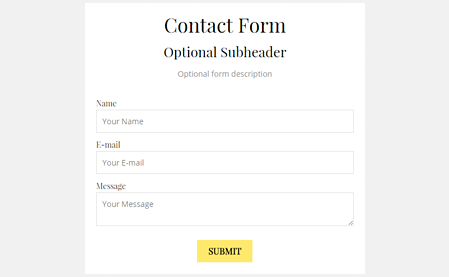 Contact Form
Optional Subheader
Optional form description
Name
Your Name
E-mail
Your E-mail
Message
Your Message
SUBMIT